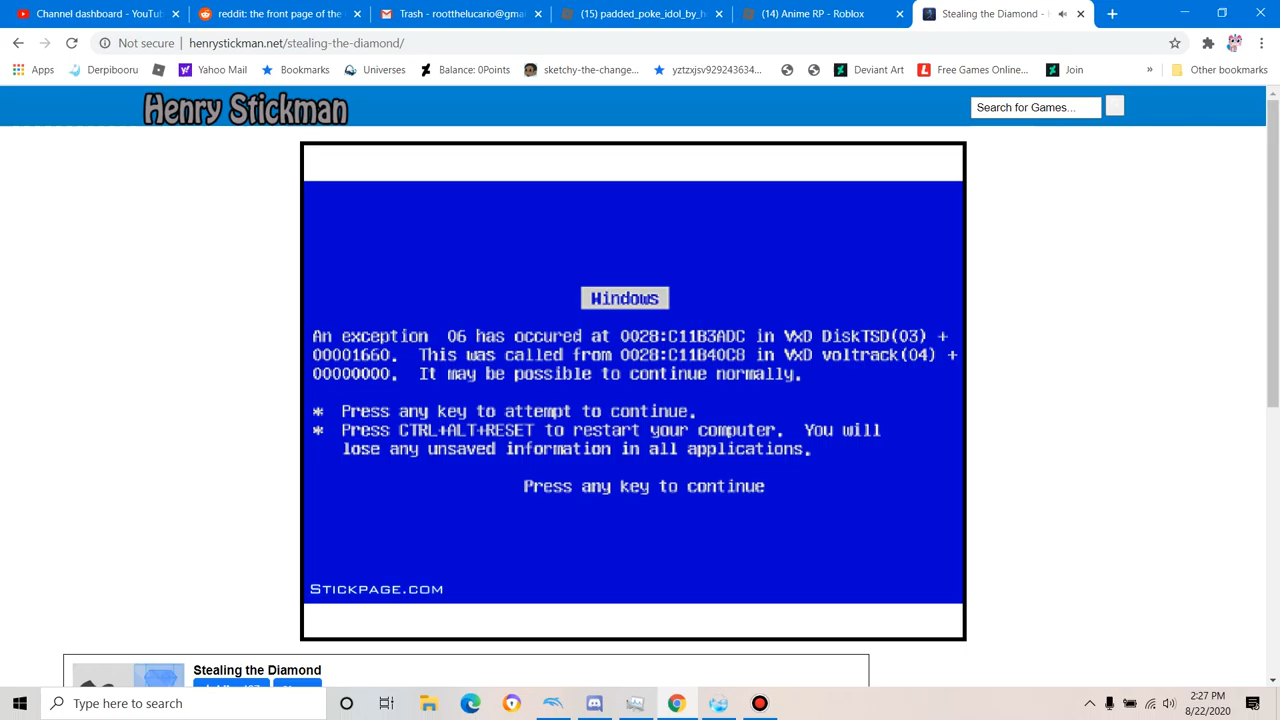 Channel dashboard - YouTu
reddit: the front page of the
Trash - rootthelucario@gma
(15) padded_poke_idol_by_h
(14) Anime RP - Roblox
Stealing the Diamond -
Not secure
henrystickman.net/stealing-the-diamond/
Apps
Derpibooru
Yahoo Mail
Bookmarks
Universes
Balance: 0Points
sketchy-the-change...
yztzxjsv929243634...
Deviant Art
Free Games Online...
Join
»
Other bookmarks
Henry Stickman
Search for Games...
Windows
An exception 06 has occured at 0028:C11B3ADC in VxD DiskTSD(03) +
00001660. This was called from 0028:C11B40C8 in VxD voltrack(04) +
00000000. It may be possible to continue normally.
* Press any key to attempt to continue.
* Press CTRL+ALT+RESET to restart your computer. You will
lose any unsaved information in all applications.
Press any key to continue
STICKPAGE.COM
Stealing the Diamond
Type here to search
2:27 PM
8/22/2020